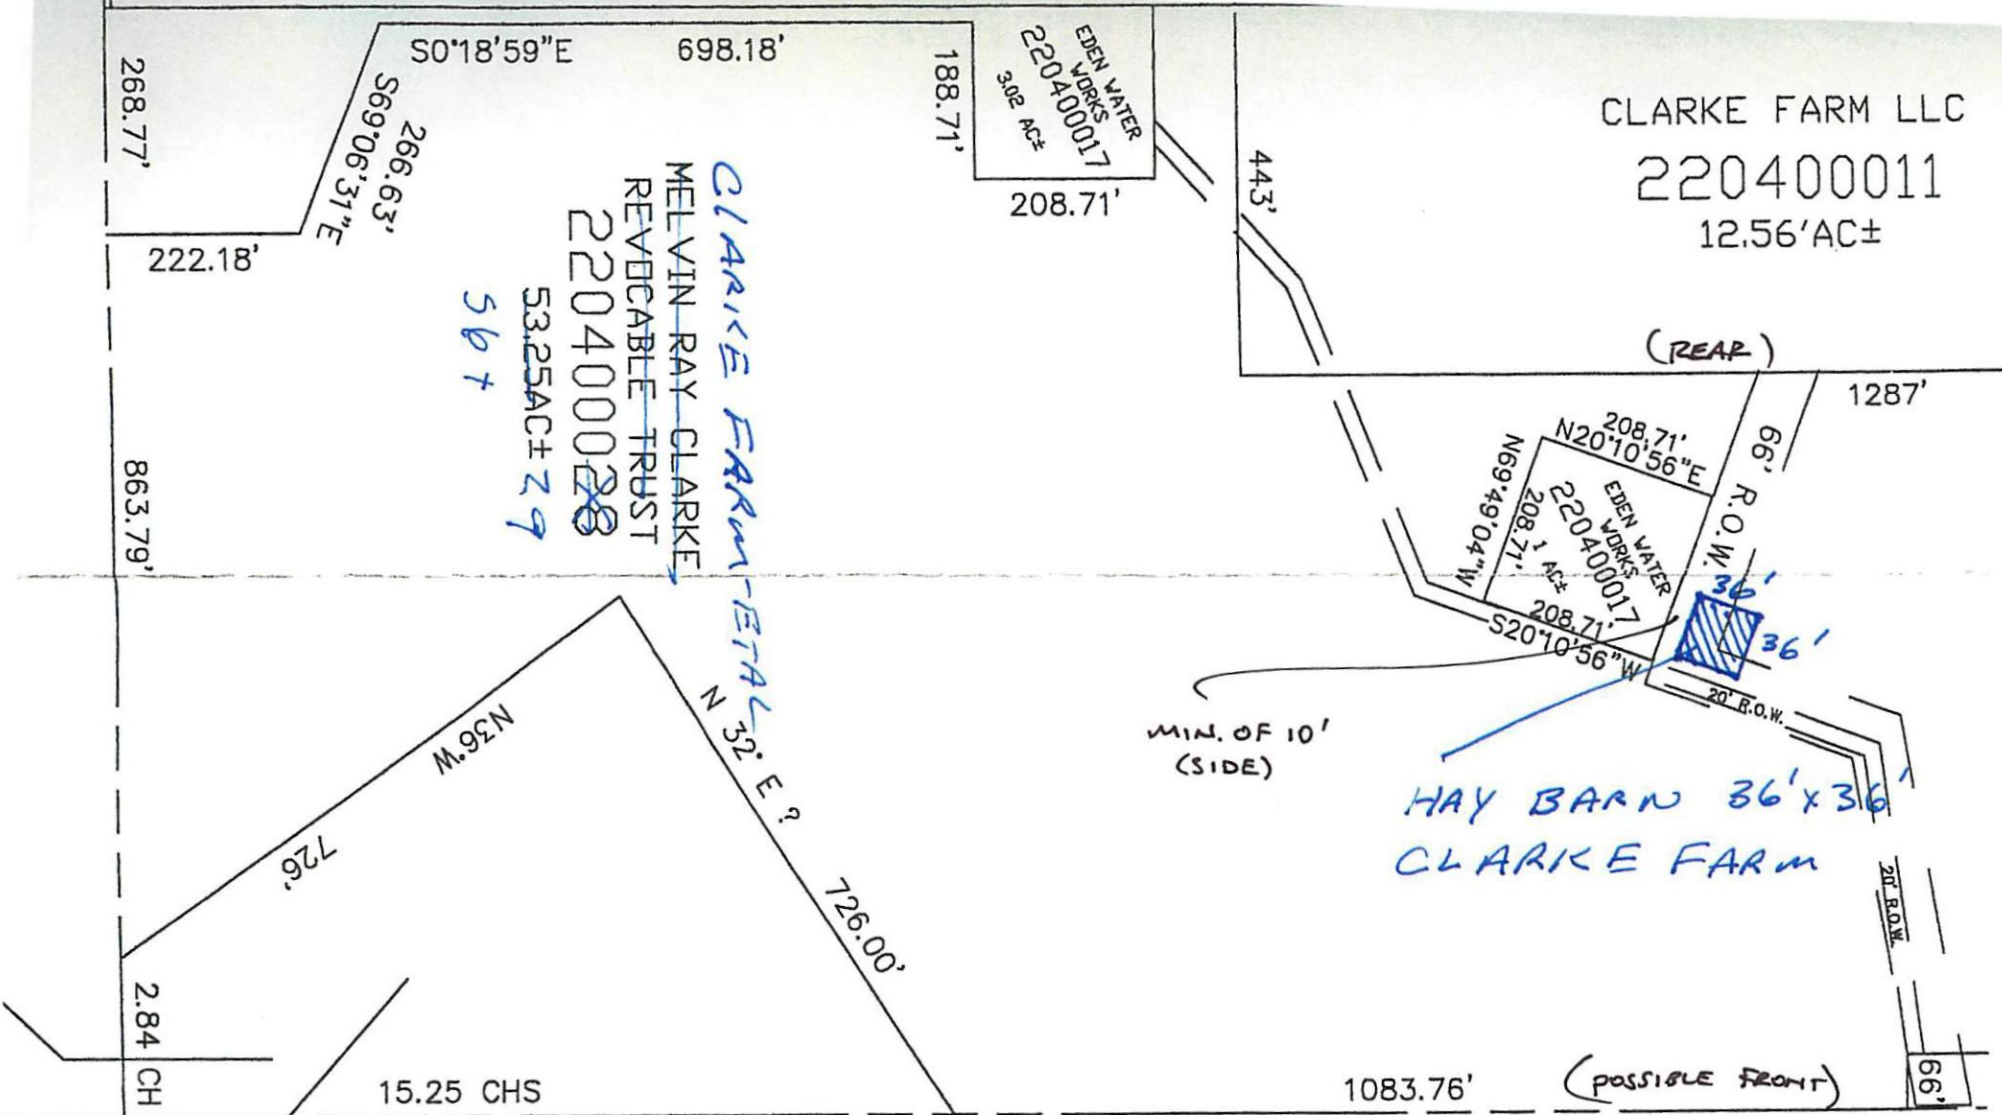 S0°18'59"E
698.18'
268.77'
S69°06'31"E
266.63'
222.18'
188.71'
EDEN WATER
WORKS
220400017
3.02 AC±
208.71'
443'
CLARKE FARM LLC
220400011
12.56'AC±
CLARKE FARM-ETAL
MELVIN RAY CLARKE
REVOCABLE TRUST
220400028
53.25AC± 29
56+
863.79'
(REAR)
1287'
66' R.O.W.
208.71'
N20°10'56"E
N69°49'04"W
208.71'
EDEN WATER
WORKS
220400017
1 AC±
208.71'
S20°10'56"W
36'
36'
20' R.O.W.
MIN. OF 10'
(SIDE)
HAY BARN 36'x36'
CLARKE FARM
20' R.O.W.
N36°W
726'
N 32° E ?
726.00'
2.84 CH
15.25 CHS
1083.76'
(POSSIBLE FRONT)
66'